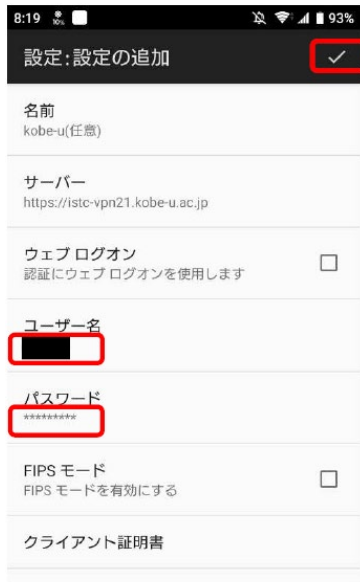 8:19 10% 93%
設定:設定の追加
名前
kobe-u(任意)
サーバー
https://istc-vpn21.kobe-u.ac.jp
ウェブ ログオン
認証にウェブ ログオンを使用します
ユーザー名
パスワード
*********
FIPS モード
FIPS モードを有効にする
クライアント証明書